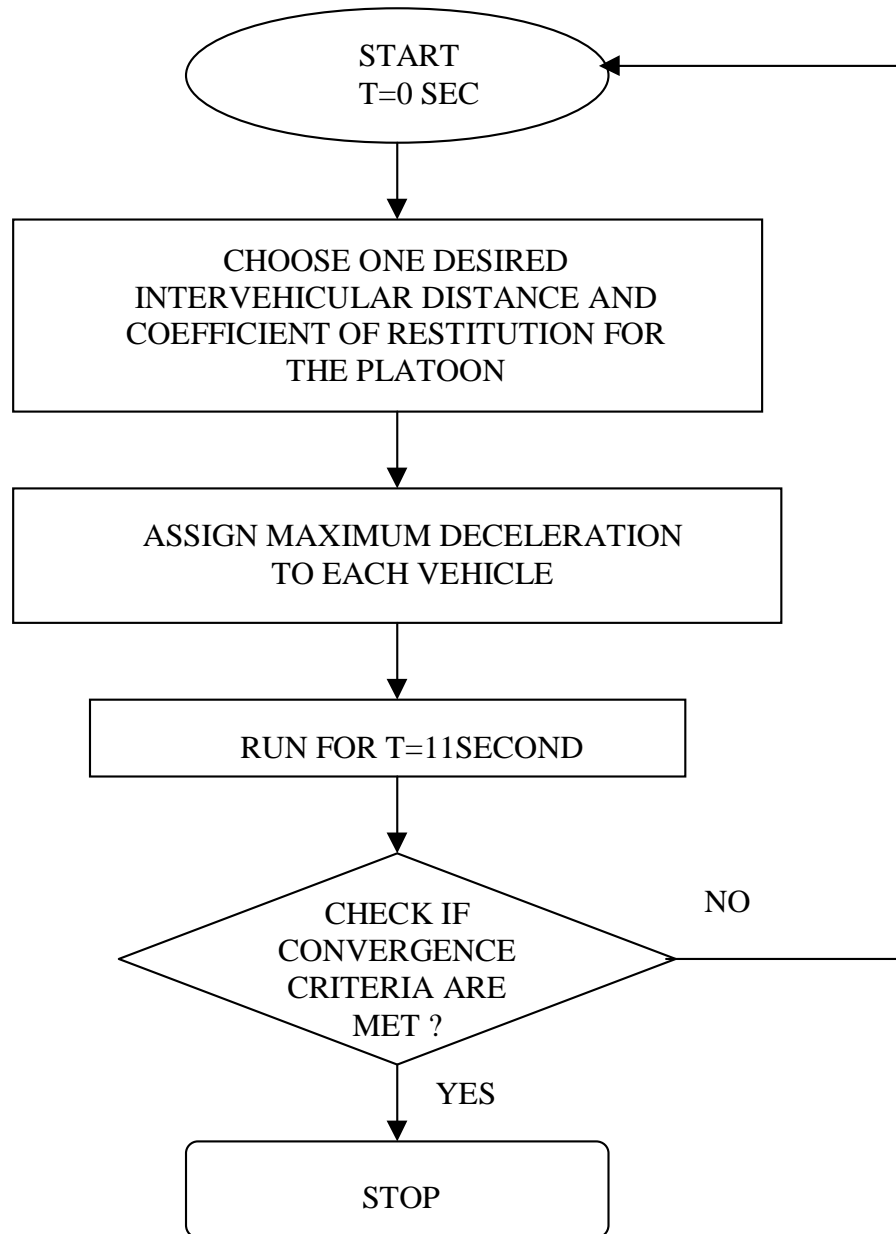 START
T=0 SEC
CHOOSE ONE DESIRED
INTERVEHICULAR DISTANCE AND
COEFFICIENT OF RESTITUTION FOR
THE PLATOON
ASSIGN MAXIMUM DECELERATION
TO EACH VEHICLE
RUN FOR T=11SECOND
CHECK IF
CONVERGENCE
CRITERIA ARE
MET ?
NO
YES
STOP